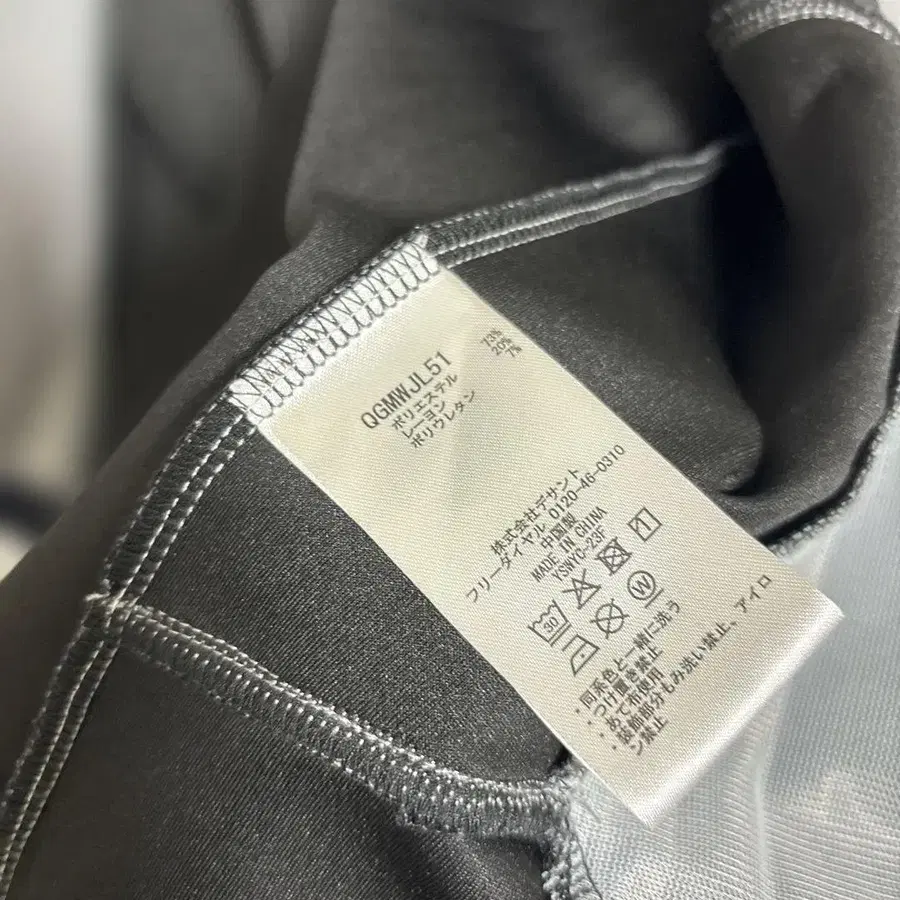 QGMWJL51
ポリエステル 73%
レーヨン 20%
ポリウレタン 7%
株式会社デサント
フリーダイヤル 0120-46-0310
中国製
MADE IN CHINA
YSNYC-23F
30
W
・同系色と一緒に洗う
・つけ置き禁止
・あて布使用
・装飾部分もみ洗い禁止、アイロ
ン禁止